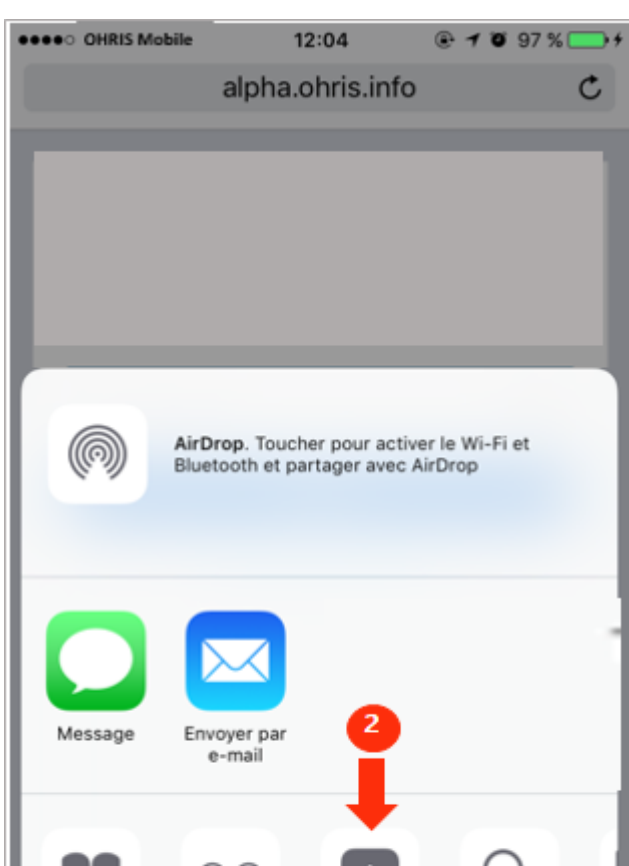 OHRIS Mobile 12:04 97 %
alpha.ohris.info
AirDrop. Toucher pour activer le Wi-Fi et
Bluetooth et partager avec AirDrop
Message
Envoyer par
e-mail
2